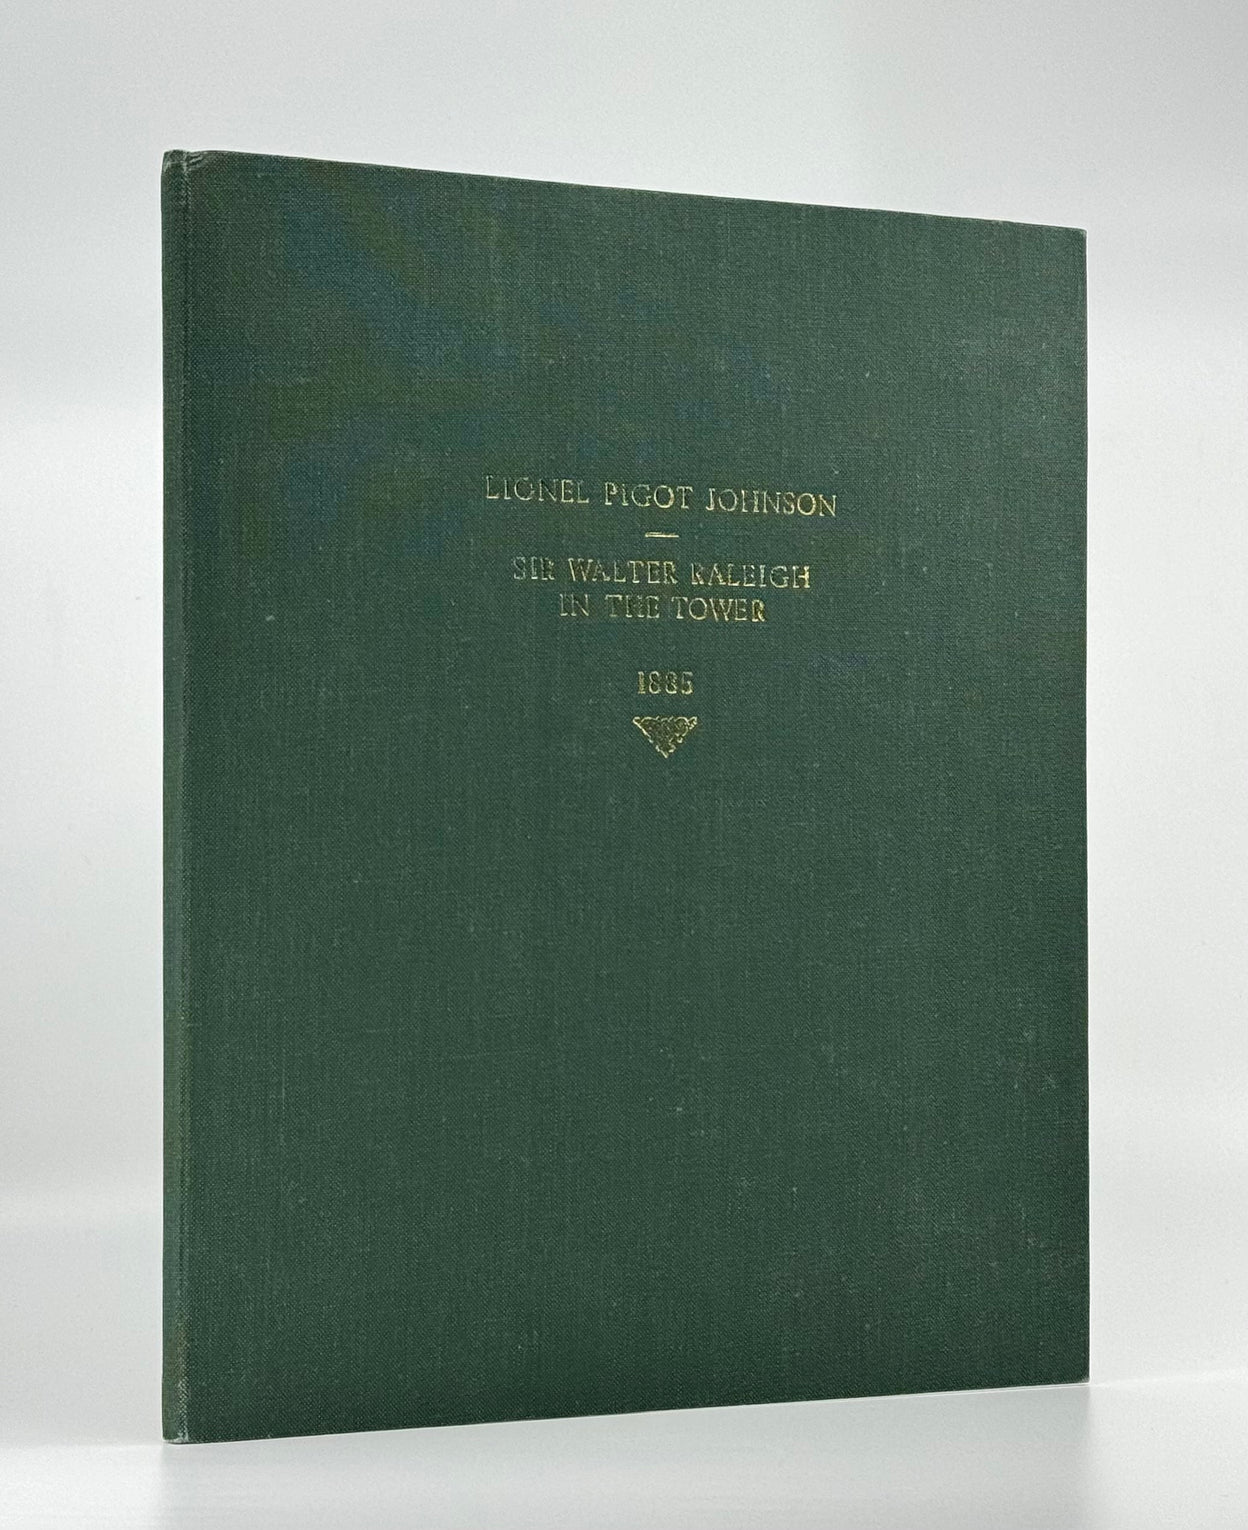 LIONEL PIGOT JOHNSON
SIR WALTER RALEIGH
IN THE TOWER
1885